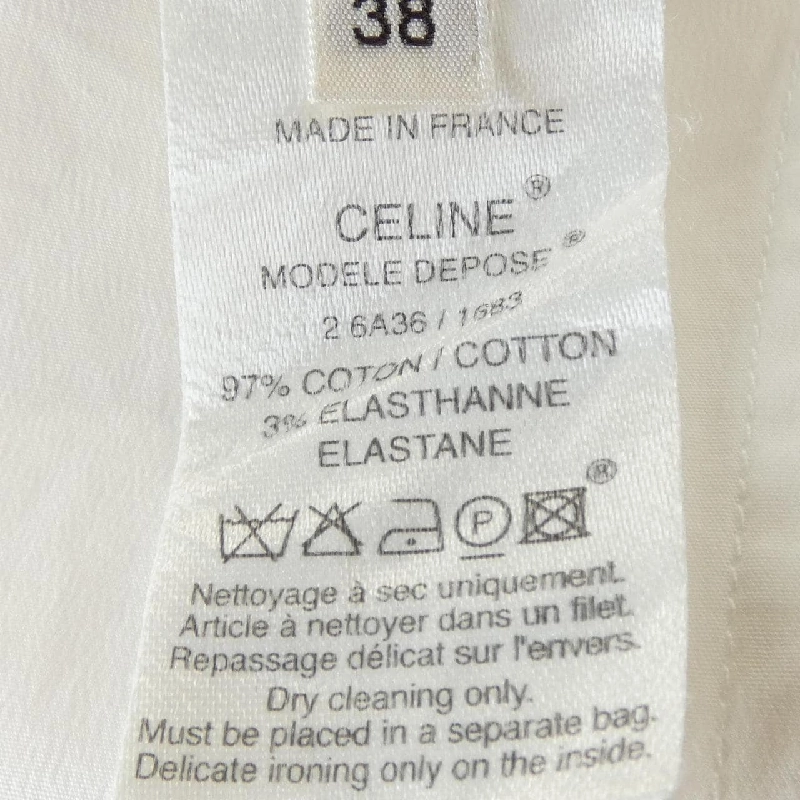 38
MADE IN FRANCE
CELINE®
MODELE DEPOSE®
2 6A36 / 1683
97% COTON / COTTON
3% ELASTHANNE
ELASTANE
P ®
Nettoyage à sec uniquement.
Article à nettoyer dans un filet.
Repassage délicat sur l'envers.
Dry cleaning only.
Must be placed in a separate bag.
Delicate ironing only on the inside.